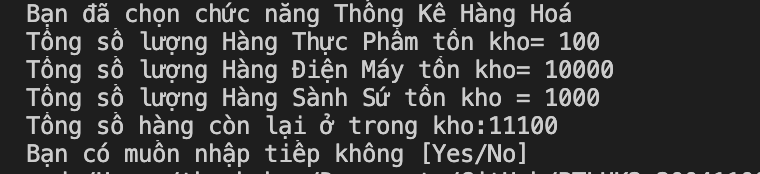 Bạn đã chọn chức năng Thống Kê Hàng Hoá
Tổng số lượng Hàng Thực Phẩm tồn kho= 100
Tổng số lượng Hàng Điện Máy tồn kho= 10000
Tổng số lượng Hàng Sành Sứ tồn kho = 1000
Tổng số hàng còn lại ở trong kho:11100
Bạn có muốn nhập tiếp không [Yes/No]